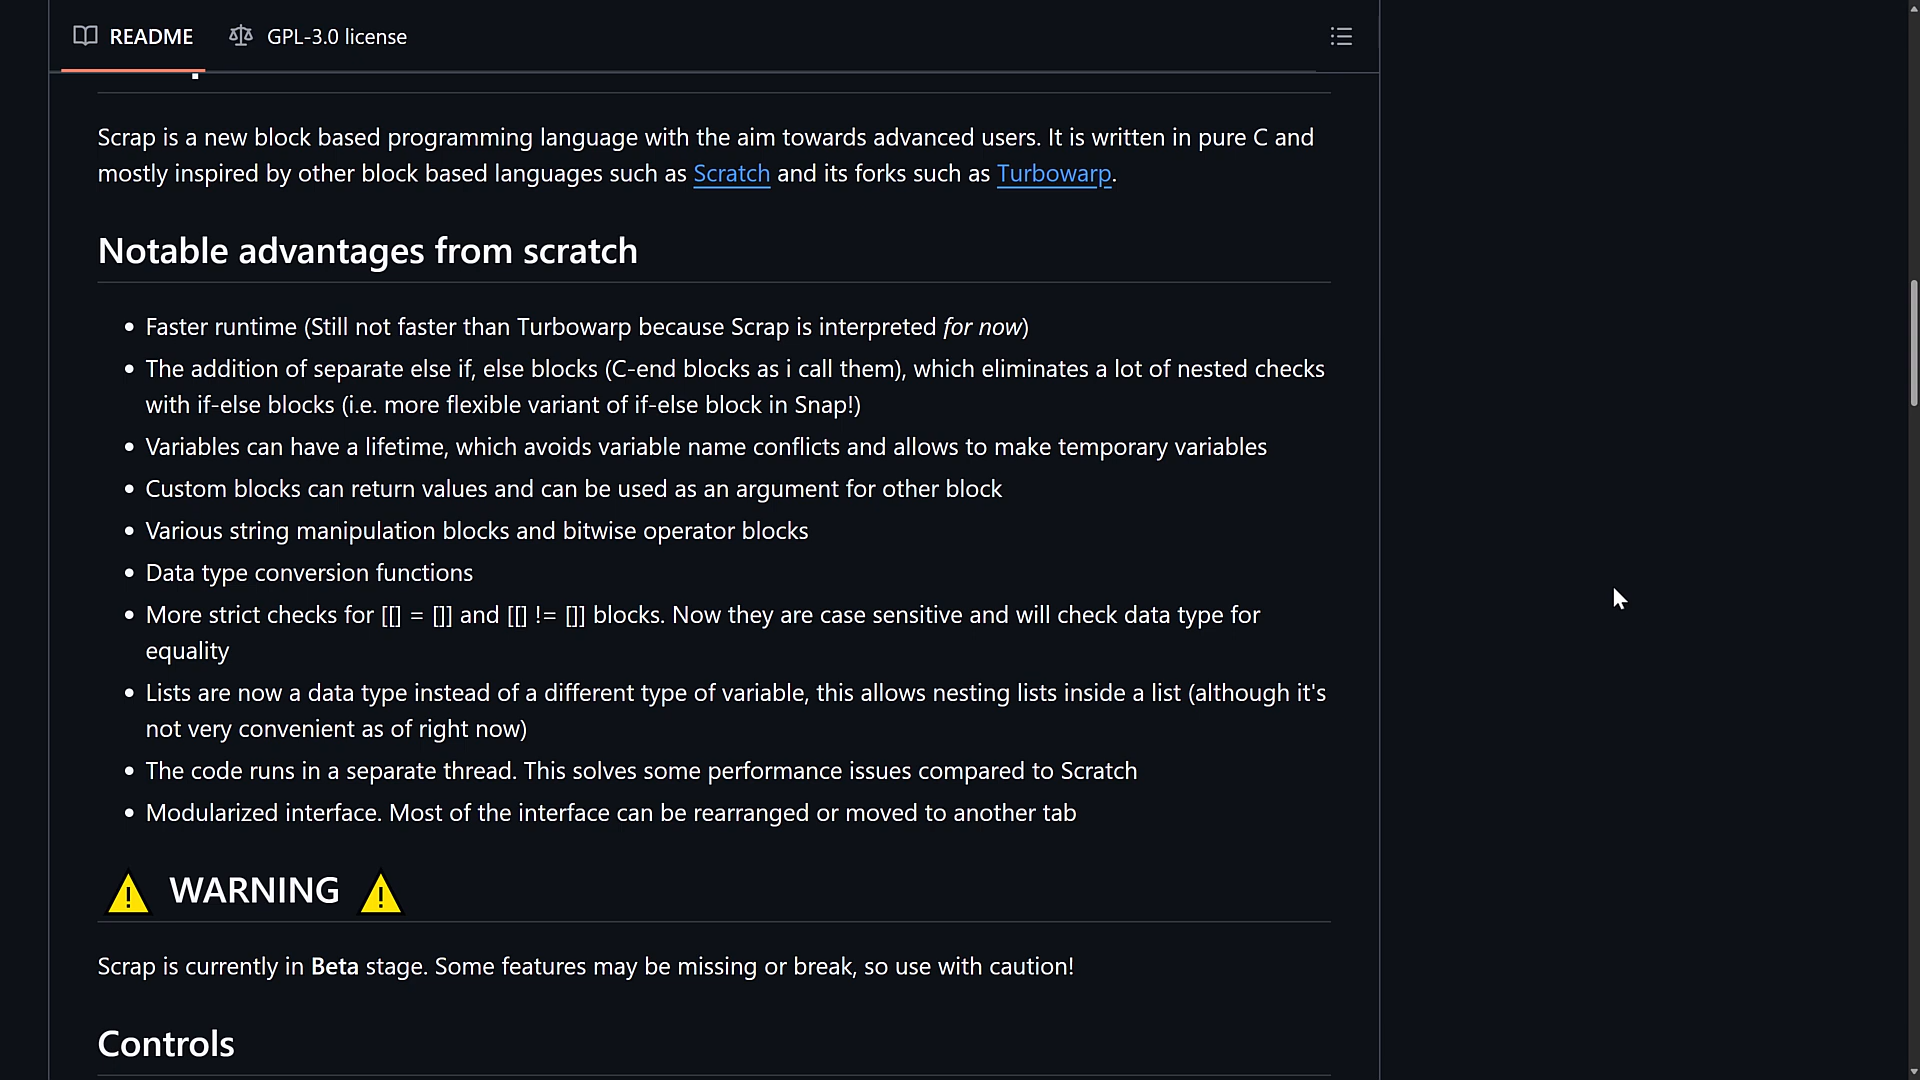 README
GPL-3.0 license
Scrap is a new block based programming language with the aim towards advanced users. It is written in pure C and
mostly inspired by other block based languages such as Scratch and its forks such as Turbowarp.
Notable advantages from scratch
• Faster runtime (Still not faster than Turbowarp because Scrap is interpreted for now)
• The addition of separate else if, else blocks (C-end blocks as i call them), which eliminates a lot of nested checks
with if-else blocks (i.e. more flexible variant of if-else block in Snap!)
• Variables can have a lifetime, which avoids variable name conflicts and allows to make temporary variables
• Custom blocks can return values and can be used as an argument for other block
• Various string manipulation blocks and bitwise operator blocks
• Data type conversion functions
• More strict checks for [[] = []] and [[] != []] blocks. Now they are case sensitive and will check data type for
equality
• Lists are now a data type instead of a different type of variable, this allows nesting lists inside a list (although it's
not very convenient as of right now)
• The code runs in a separate thread. This solves some performance issues compared to Scratch
• Modularized interface. Most of the interface can be rearranged or moved to another tab
⚠️ WARNING ⚠️
Scrap is currently in Beta stage. Some features may be missing or break, so use with caution!
Controls